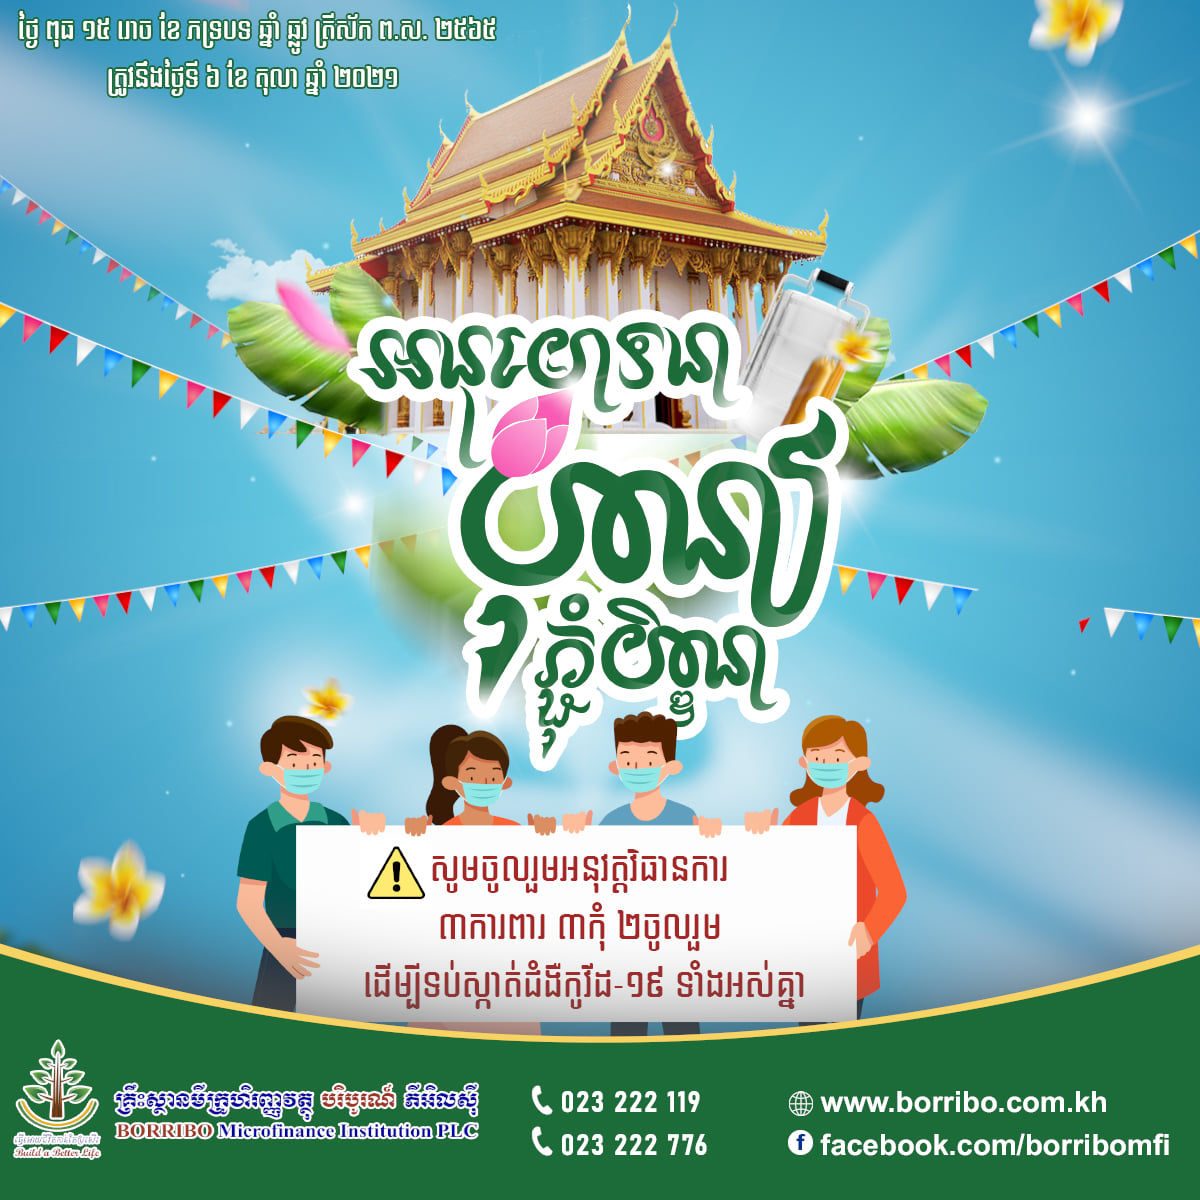 ថ្ងៃ ពុធ ១៥ រោច ខែ ភទ្របទ ឆ្នាំ ឆ្លូវ ត្រីស័ក ព.ស. ២៥៦៥
ត្រូវនឹងថ្ងៃទី ៦ ខែ តុលា ឆ្នាំ ២០២១
អនុមោទនា
បុណ្យ
ភ្ជុំបិណ្ឌ
សូមចូលរួមអនុវត្តវិធានការ
៣ការពារ ៣កុំ ២ចូលរួម
ដើម្បីទប់ស្កាត់ជំងឺកូវីដ-១៩ ទាំងអស់គ្នា
គ្រឹះស្ថានមីក្រូហិរញ្ញវត្ថុ បរិបូរណ៍ ភីអិលស៊ី
BORRIBO Microfinance Institution PLC
Build a Better Life
023 222 119
023 222 776
www.borribo.com.kh
facebook.com/borribomfi